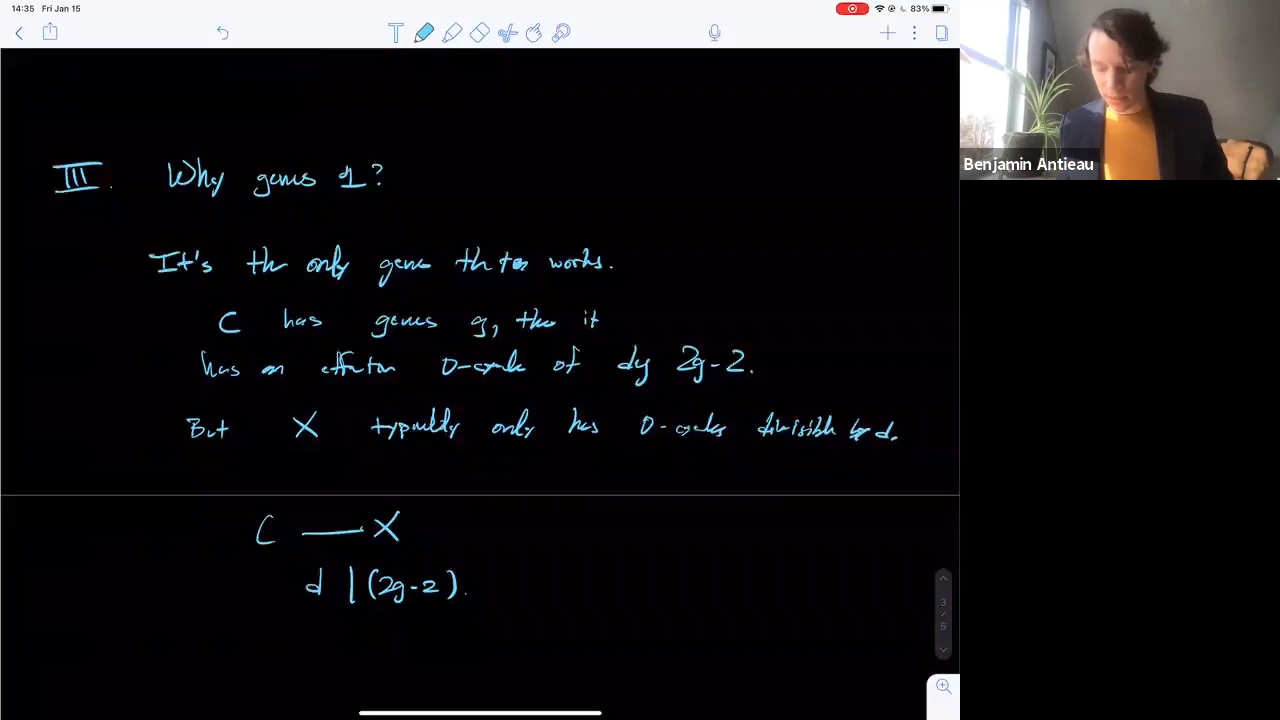 14:35 Fri Jan 15
83%
T
III. Why genus 1?
It's the only genus that works.
C has genus g, then it
has an effective 0-cycle of deg 2g-2.
But X typically only has 0-cycles divisible by d.
C — X
d | (2g-2).
3
/
5
Benjamin Antieau